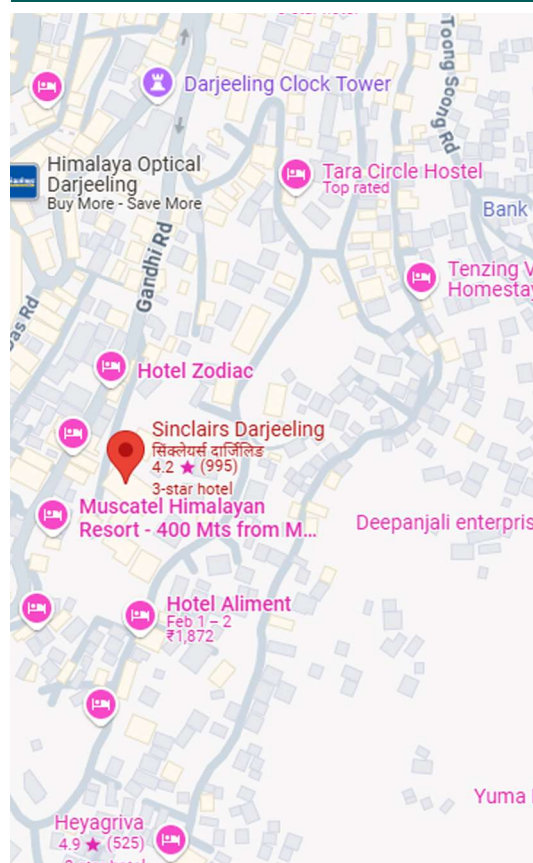 Darjeeling Clock Tower
Toong Soong Rd
Himalaya Optical
Darjeeling
Buy More - Save More
Tara Circle Hostel
Top rated
Bank
Gandhi Rd
Tenzing V
Homestay
as Rd
Hotel Zodiac
Sinclairs Darjeeling
सिंक्लेयर्स दार्जिलिङ
4.2 ★ (995)
3-star hotel
Muscatel Himalayan
Resort - 400 Mts from M...
Deepanjali enterpris
Hotel Aliment
Feb 1 – 2
₹1,872
Yuma
Heyagriva
4.9 ★ (525)